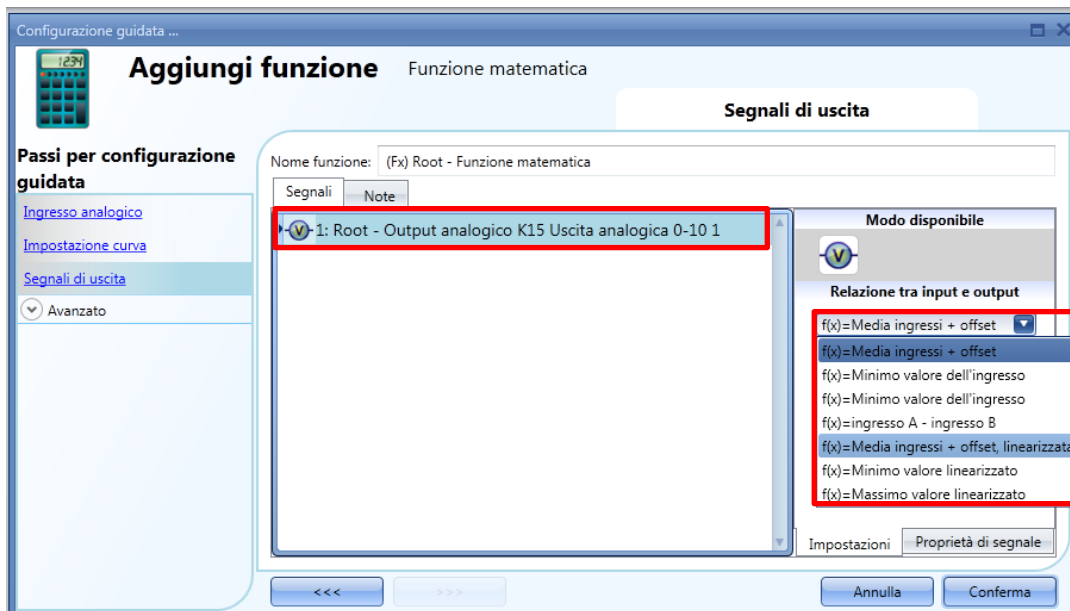 Configurazione guidata ...
1234
Aggiungi funzione
Funzione matematica
Segnali di uscita
Passi per configurazione
guidata
Ingresso analogico
Impostazione curva
Segnali di uscita
Avanzato
Nome funzione: (Fx) Root - Funzione matematica
Segnali
Note
V 1: Root - Output analogico K15 Uscita analogica 0-10 1
Modo disponibile
V
Relazione tra input e output
f(x)=Media ingressi + offset
f(x)=Media ingressi + offset
f(x)=Minimo valore dell'ingresso
f(x)=Minimo valore dell'ingresso
f(x)=ingresso A - ingresso B
f(x)=Media ingressi + offset, linearizzata
f(x)=Minimo valore linearizzato
f(x)=Massimo valore linearizzato
Impostazioni
Proprietà di segnale
<<<
>>>
Annulla
Conferma